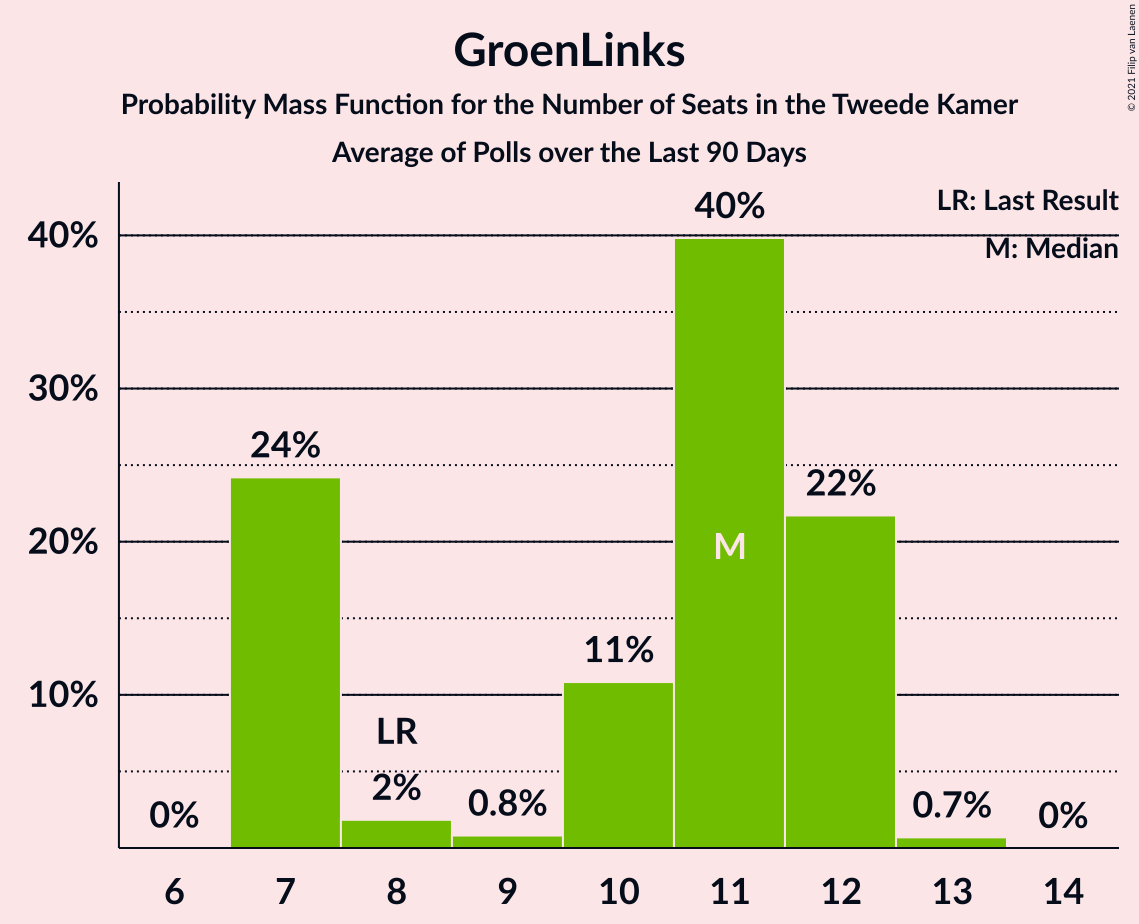 GroenLinks
Probability Mass Function for the Number of Seats in the Tweede Kamer
Average of Polls over the Last 90 Days
© 2021 Filip van Laenen
LR: Last Result
M: Median
40%
30%
20%
10%
0%
24%
LR
2%
0.8%
11%
40%
M
22%
0.7%
0%
6 7 8 9 10 11 12 13 14